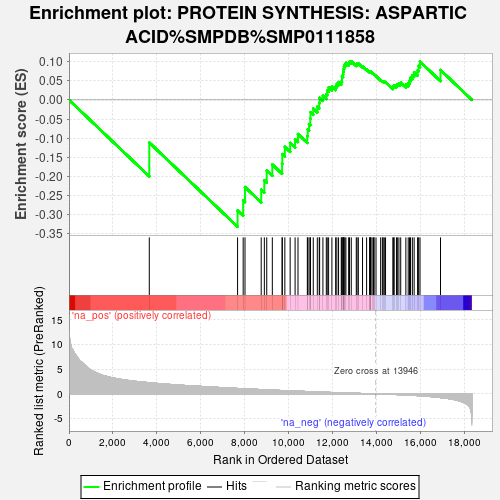 Enrichment plot: PROTEIN SYNTHESIS: ASPARTIC
ACID%SMPDB%SMP0111858
Enrichment score (ES)
0.10
0.05
0.00
-0.05
-0.10
-0.15
-0.20
-0.25
-0.30
-0.35
'na_pos' (positively correlated)
Ranked list metric (PreRanked)
15
10
5
0
-5
Zero cross at 13946
'na_neg' (negatively correlated)
0
2,000
4,000
6,000
8,000
10,000
12,000
14,000
16,000
18,000
Rank in Ordered Dataset
Enrichment profile
Hits
Ranking metric scores